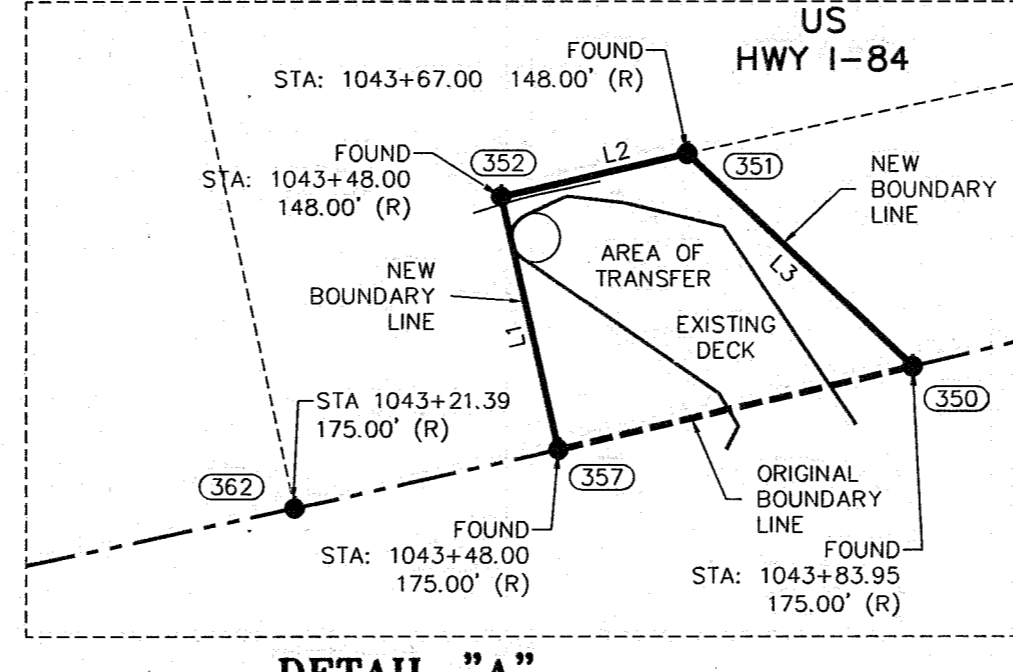 US
HWY I-84
FOUND
STA: 1043+67.00 148.00' (R)
FOUND
STA: 1043+48.00
148.00' (R)
352
L2
351
NEW
BOUNDARY
LINE
AREA OF
TRANSFER
L3
NEW
BOUNDARY
LINE
L1
EXISTING
DECK
STA 1043+21.39
175.00' (R)
350
362
357
ORIGINAL
BOUNDARY
LINE
FOUND
STA: 1043+48.00
175.00' (R)
FOUND
STA: 1043+83.95
175.00' (R)
DETAIL "A"